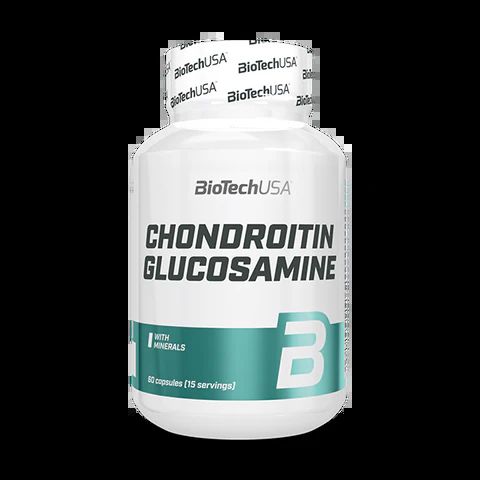 BioTechUSA BioTechUSA
BioTechUSA BioTechUSA
BioTechUSA
CHONDROITIN
GLUCOSAMINE
WITH
MINERALS
B
60 capsules (15 servings)